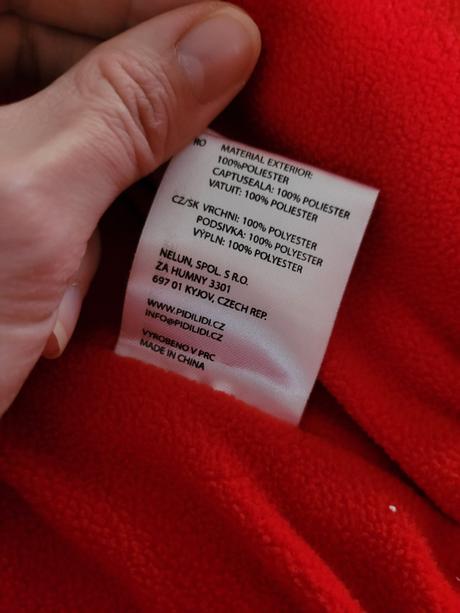 RO MATERIAL EXTERIOR:
100%POLIESTER
CAPTUSEALA: 100% POLIESTER
VATUIT: 100% POLIESTER
CZ/SK VRCHNI: 100% POLYESTER
PODSIVKA: 100% POLYESTER
VÝPLN: 100% POLYESTER
NELUN, SPOL. S R.O.
ZA HUMNY 3301
697 01 KYJOV, CZECH REP.
WWW.PIDILIDI.CZ
INFO@PIDILIDI.CZ
VYROBENO V PRC
MADE IN CHINA